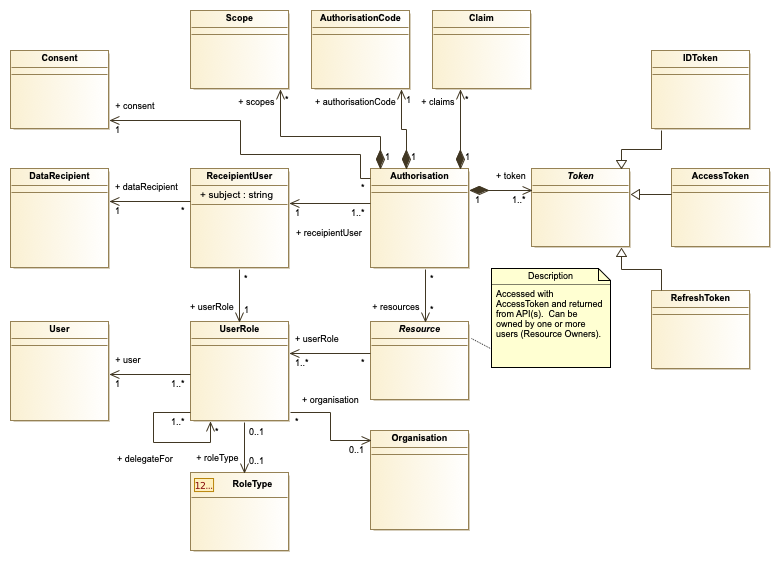 Scope
AuthorisationCode
Claim
Consent
IDToken
+ scopes
*
+ authorisationCode
1
+ claims
*
+ consent
1
1
1
1
DataRecipient
+ dataRecipient
1
*
ReceipientUser
+ subject : string
*
1
1..*
+ receipientUser
Authorisation
+ token
1
1..*
Token
AccessToken
*
+ userRole
1
*
+ resources
*
Description
Accessed with
AccessToken and returned
from API(s). Can be
owned by one or more
users (Resource Owners).
RefreshToken
User
+ user
1
1..*
UserRole
+ userRole
1..*
*
Resource
1..*
*
+ delegateFor
0..1
+ roleType
0..1
+ organisation
*
0..1
Organisation
12...
RoleType